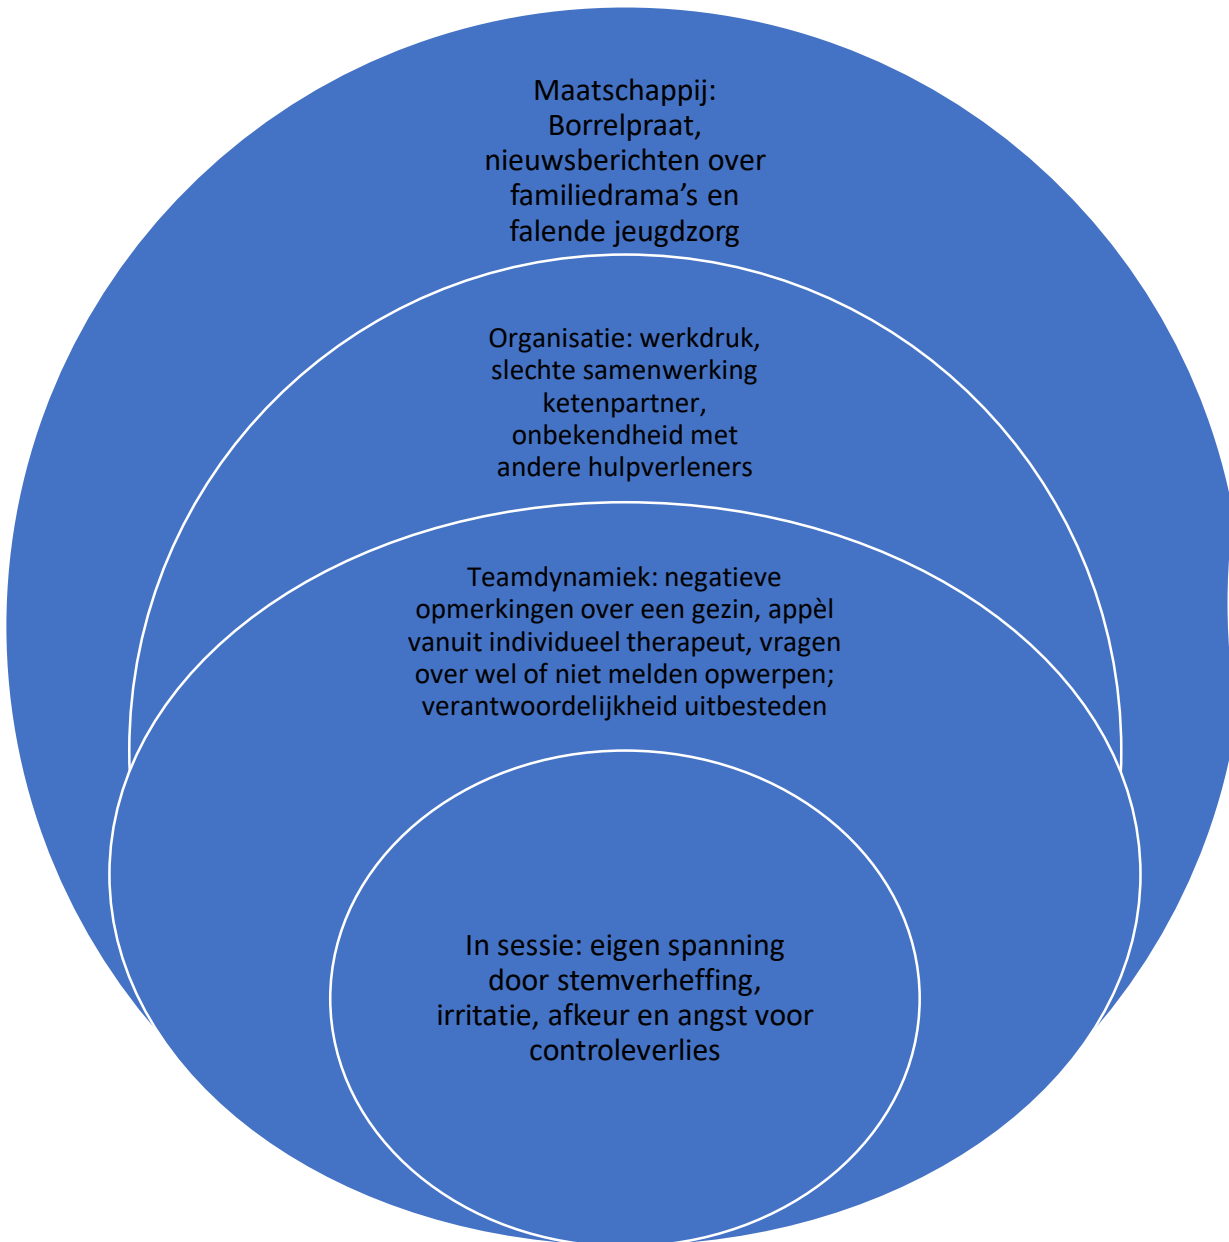 Maatschappij:
Borrelpraat,
nieuwsberichten over
familiedrama’s en
falende jeugdzorg
Organisatie: werkdruk,
slechte samenwerking
ketenpartner,
onbekendheid met
andere hulpverleners
Teamdynamiek: negatieve
opmerkingen over een gezin, appèl
vanuit individueel therapeut, vragen
over wel of niet melden opwerpen;
verantwoordelijkheid uitbesteden
In sessie: eigen spanning
door stemverheffing,
irritatie, afkeur en angst voor
controleverlies